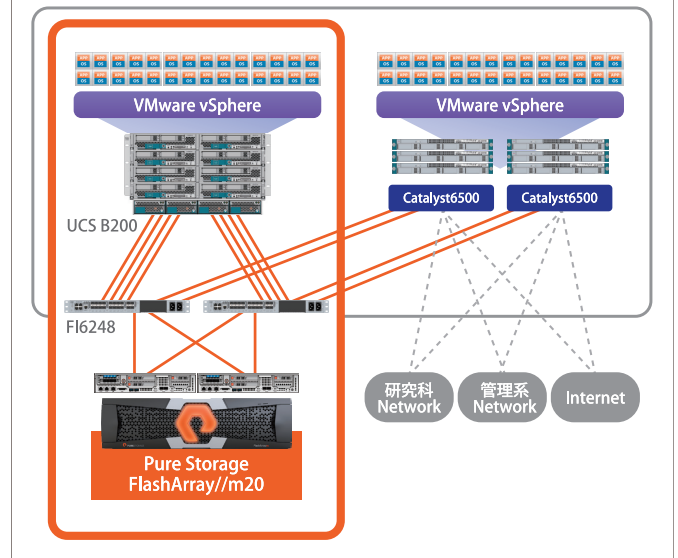 VMware vSphere
VMware vSphere
Catalyst6500
Catalyst6500
UCS B200
FI6248
研究科
Network
管理系
Network
Internet
Pure Storage
FlashArray//m20